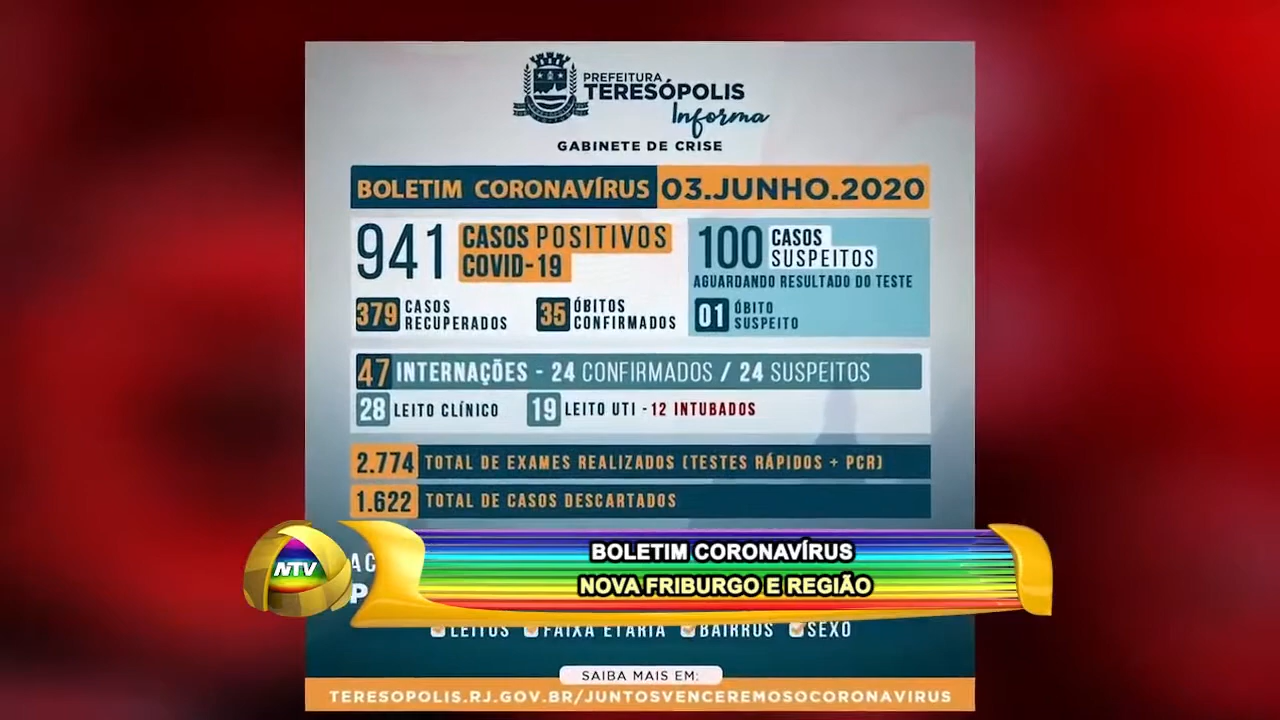 PREFEITURA
TERESÓPOLIS
Informa
GABINETE DE CRISE
BOLETIM CORONAVÍRUS 03.JUNHO.2020
941 CASOS POSITIVOS
COVID-19
379 CASOS
RECUPERADOS
35 ÓBITOS
CONFIRMADOS
100 CASOS
SUSPEITOS
AGUARDANDO RESULTADO DO TESTE
01 ÓBITO
SUSPEITO
47 INTERNAÇÕES - 24 CONFIRMADOS / 24 SUSPEITOS
28 LEITO CLÍNICO 19 LEITO UTI - 12 INTUBADOS
2.774 TOTAL DE EXAMES REALIZADOS (TESTES RÁPIDOS + PCR)
1.622 TOTAL DE CASOS DESCARTADOS
NTV
BOLETIM CORONAVÍRUS
NOVA FRIBURGO E REGIÃO
LEITOS FAIXA ETÁRIA BAIRROS SEXO
SAIBA MAIS EM:
TERESOPOLIS.RJ.GOV.BR/JUNTOSVENCEREMOSOCORONAVIRUS